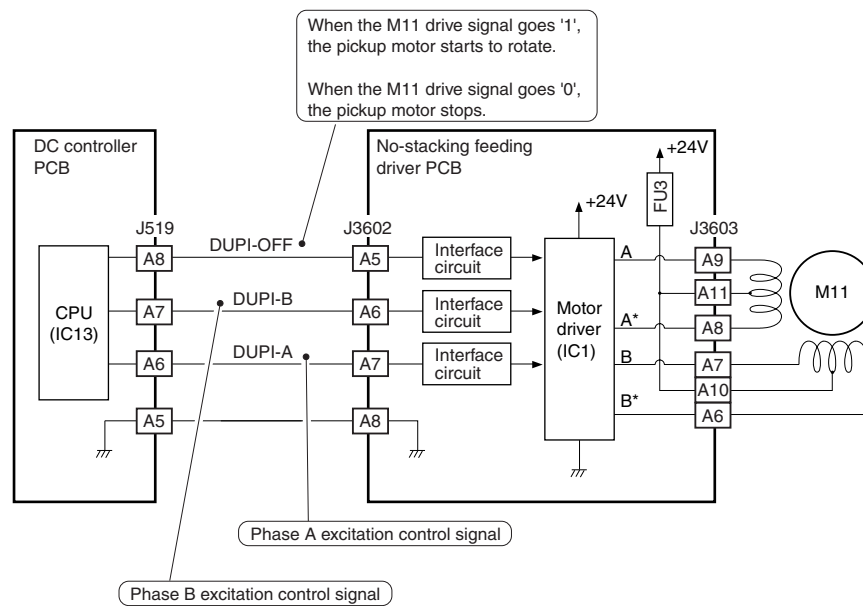 When the M11 drive signal goes '1',
the pickup motor starts to rotate.
When the M11 drive signal goes '0',
the pickup motor stops.
DC controller
PCB
No-stacking feeding
driver PCB
+24V
FU3
+24V
J519
J3602
J3603
DUPI-OFF
A8
A5
Interface
circuit
A
A9
CPU
(IC13)
A7
DUPI-B
A6
Interface
circuit
Motor
driver
(IC1)
A11
M11
A*
A8
A6
DUPI-A
A7
Interface
circuit
B
A7
A10
B*
A6
A5
A8
Phase A excitation control signal
Phase B excitation control signal